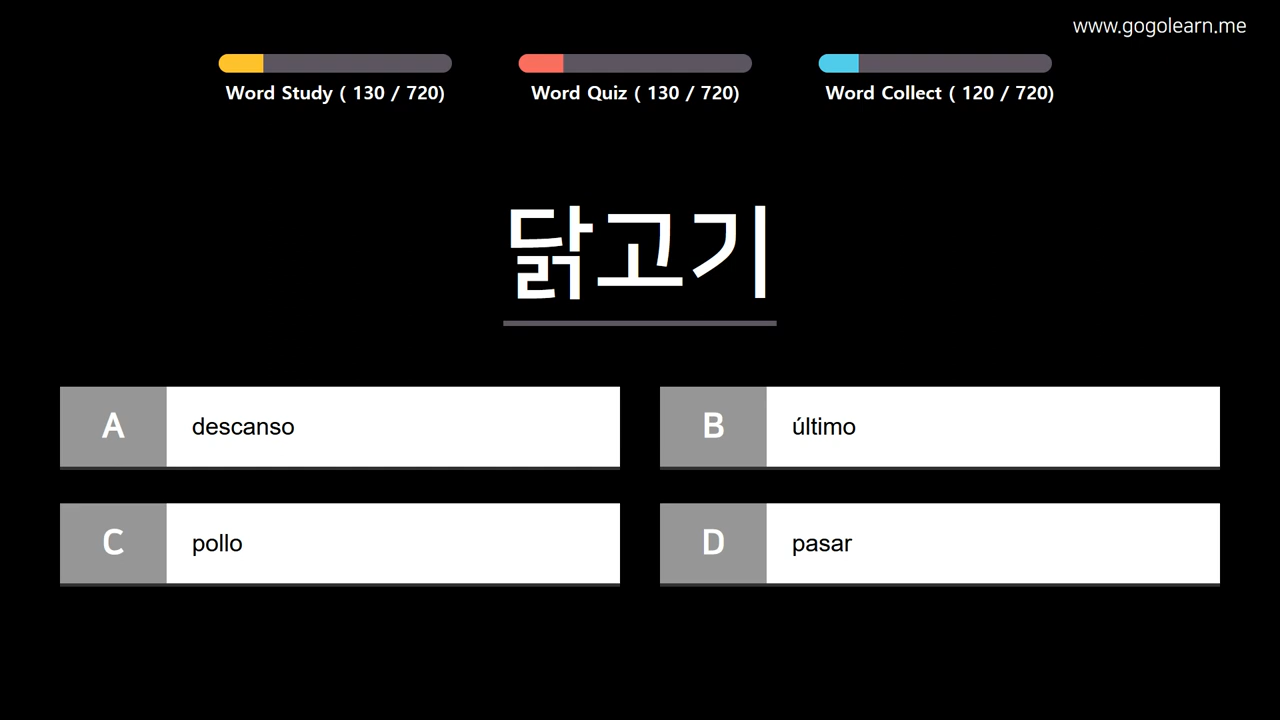 www.gogolearn.me
Word Study ( 130 / 720)
Word Quiz ( 130 / 720)
Word Collect ( 120 / 720)
닭고기
A descanso
B último
C pollo
D pasar